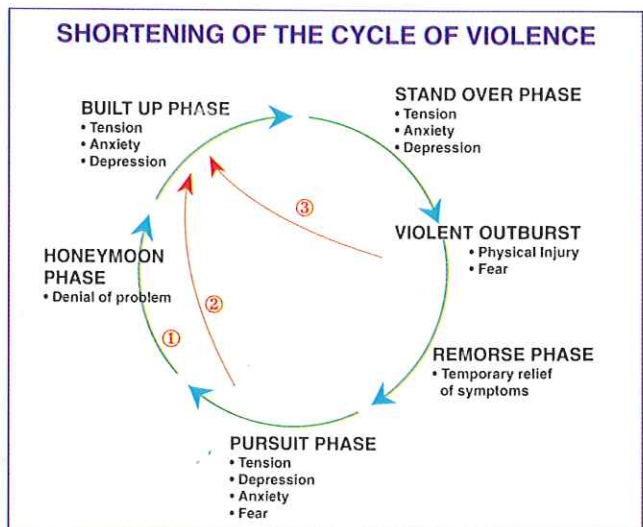 SHORTENING OF THE CYCLE OF VIOLENCE
BUILT UP PHASE
• Tension
• Anxiety
• Depression
STAND OVER PHASE
• Tension
• Anxiety
• Depression
③
VIOLENT OUTBURST
• Physical Injury
• Fear
HONEYMOON
PHASE
• Denial of problem
②
①
REMORSE PHASE
• Temporary relief
of symptoms
PURSUIT PHASE
• Tension
• Depression
• Anxiety
• Fear